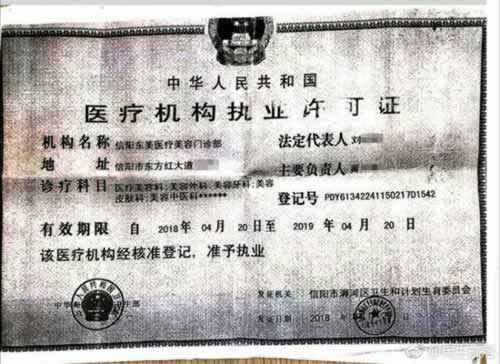 中华人民共和国
医疗机构执业许可证
机构名称 信阳东美医疗美容门诊部 法定代表人 刘
地址 信阳市东方红大道 主要负责人
诊疗科目 医疗美容科;美容外科;美容牙科;美容
皮肤科;美容中医科****** 登记号 PDY61342241150217D1542
有效期限 自 2018 年 04 月 20 日至 2019 年 04 月 20 日
该医疗机构经核准登记,准予执业
发证机关 信阳市浉河区卫生和计划生育委员会
发证日期 2018